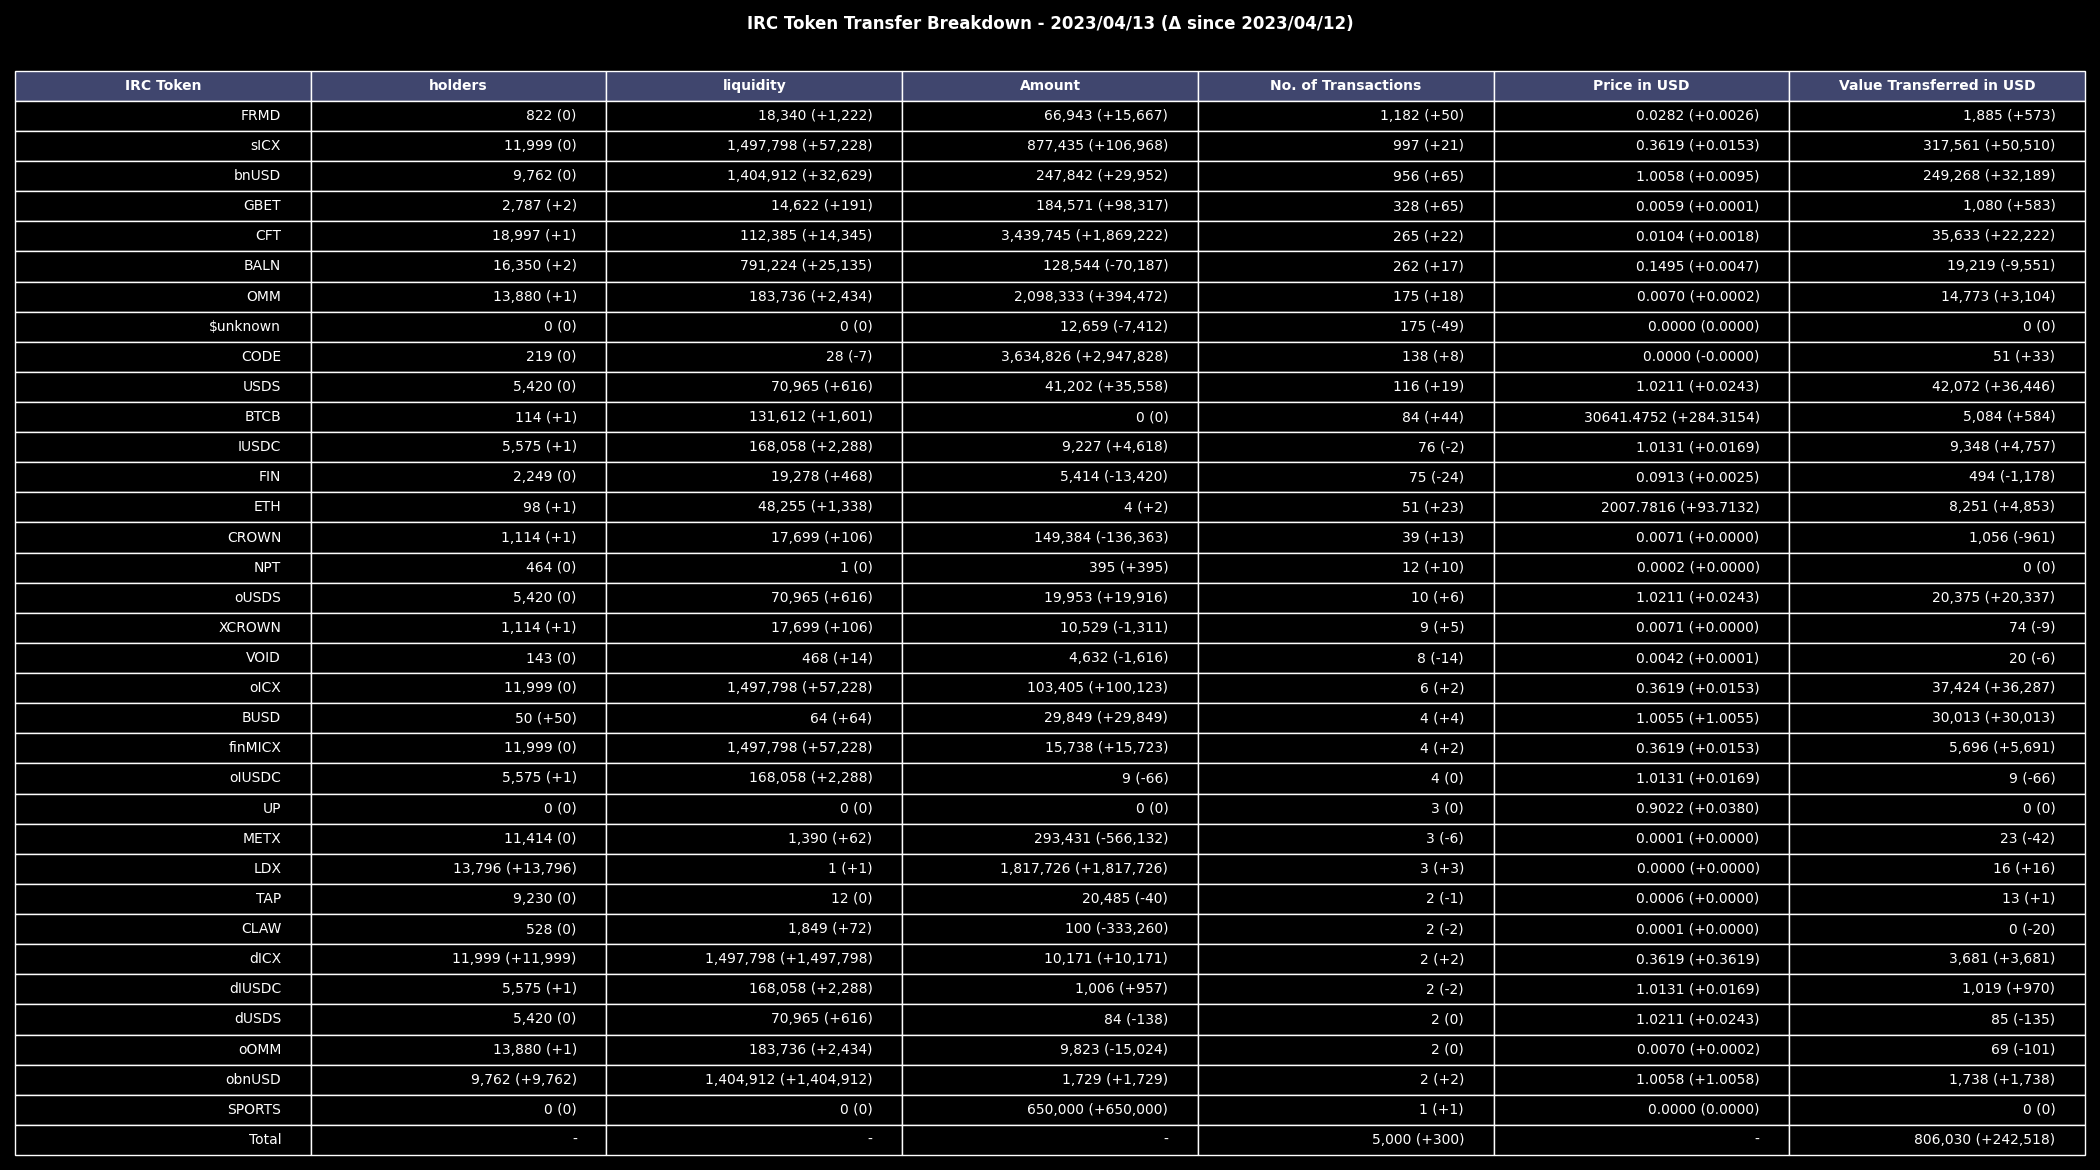 IRC Token Transfer Breakdown - 2023/04/13 (Δ since 2023/04/12)
IRC Token holders liquidity Amount No. of Transactions Price in USD Value Transferred in USD
FRMD 822 (0) 18,340 (+1,222) 66,943 (+15,667) 1,182 (+50) 0.0282 (+0.0026) 1,885 (+573)
sICX 11,999 (0) 1,497,798 (+57,228) 877,435 (+106,968) 997 (+21) 0.3619 (+0.0153) 317,561 (+50,510)
bnUSD 9,762 (0) 1,404,912 (+32,629) 247,842 (+29,952) 956 (+65) 1.0058 (+0.0095) 249,268 (+32,189)
GBET 2,787 (+2) 14,622 (+191) 184,571 (+98,317) 328 (+65) 0.0059 (+0.0001) 1,080 (+583)
CFT 18,997 (+1) 112,385 (+14,345) 3,439,745 (+1,869,222) 265 (+22) 0.0104 (+0.0018) 35,633 (+22,222)
BALN 16,350 (+2) 791,224 (+25,135) 128,544 (-70,187) 262 (+17) 0.1495 (+0.0047) 19,219 (-9,551)
OMM 13,880 (+1) 183,736 (+2,434) 2,098,333 (+394,472) 175 (+18) 0.0070 (+0.0002) 14,773 (+3,104)
$unknown 0 (0) 0 (0) 12,659 (-7,412) 175 (-49) 0.0000 (0.0000) 0 (0)
CODE 219 (0) 28 (-7) 3,634,826 (+2,947,828) 138 (+8) 0.0000 (-0.0000) 51 (+33)
USDS 5,420 (0) 70,965 (+616) 41,202 (+35,558) 116 (+19) 1.0211 (+0.0243) 42,072 (+36,446)
BTCB 114 (+1) 131,612 (+1,601) 0 (0) 84 (+44) 30641.4752 (+284.3154) 5,084 (+584)
IUSDC 5,575 (+1) 168,058 (+2,288) 9,227 (+4,618) 76 (-2) 1.0131 (+0.0169) 9,348 (+4,757)
FIN 2,249 (0) 19,278 (+468) 5,414 (-13,420) 75 (-24) 0.0913 (+0.0025) 494 (-1,178)
ETH 98 (+1) 48,255 (+1,338) 4 (+2) 51 (+23) 2007.7816 (+93.7132) 8,251 (+4,853)
CROWN 1,114 (+1) 17,699 (+106) 149,384 (-136,363) 39 (+13) 0.0071 (+0.0000) 1,056 (-961)
NPT 464 (0) 1 (0) 395 (+395) 12 (+10) 0.0002 (+0.0000) 0 (0)
oUSDS 5,420 (0) 70,965 (+616) 19,953 (+19,916) 10 (+6) 1.0211 (+0.0243) 20,375 (+20,337)
XCROWN 1,114 (+1) 17,699 (+106) 10,529 (-1,311) 9 (+5) 0.0071 (+0.0000) 74 (-9)
VOID 143 (0) 468 (+14) 4,632 (-1,616) 8 (-14) 0.0042 (+0.0001) 20 (-6)
oICX 11,999 (0) 1,497,798 (+57,228) 103,405 (+100,123) 6 (+2) 0.3619 (+0.0153) 37,424 (+36,287)
BUSD 50 (+50) 64 (+64) 29,849 (+29,849) 4 (+4) 1.0055 (+1.0055) 30,013 (+30,013)
finMICX 11,999 (0) 1,497,798 (+57,228) 15,738 (+15,723) 4 (+2) 0.3619 (+0.0153) 5,696 (+5,691)
oIUSDC 5,575 (+1) 168,058 (+2,288) 9 (-66) 4 (0) 1.0131 (+0.0169) 9 (-66)
UP 0 (0) 0 (0) 0 (0) 3 (0) 0.9022 (+0.0380) 0 (0)
METX 11,414 (0) 1,390 (+62) 293,431 (-566,132) 3 (-6) 0.0001 (+0.0000) 23 (-42)
LDX 13,796 (+13,796) 1 (+1) 1,817,726 (+1,817,726) 3 (+3) 0.0000 (+0.0000) 16 (+16)
TAP 9,230 (0) 12 (0) 20,485 (-40) 2 (-1) 0.0006 (+0.0000) 13 (+1)
CLAW 528 (0) 1,849 (+72) 100 (-333,260) 2 (-2) 0.0001 (+0.0000) 0 (-20)
dICX 11,999 (+11,999) 1,497,798 (+1,497,798) 10,171 (+10,171) 2 (+2) 0.3619 (+0.3619) 3,681 (+3,681)
dIUSDC 5,575 (+1) 168,058 (+2,288) 1,006 (+957) 2 (-2) 1.0131 (+0.0169) 1,019 (+970)
dUSDS 5,420 (0) 70,965 (+616) 84 (-138) 2 (0) 1.0211 (+0.0243) 85 (-135)
oOMM 13,880 (+1) 183,736 (+2,434) 9,823 (-15,024) 2 (0) 0.0070 (+0.0002) 69 (-101)
obnUSD 9,762 (+9,762) 1,404,912 (+1,404,912) 1,729 (+1,729) 2 (+2) 1.0058 (+1.0058) 1,738 (+1,738)
SPORTS 0 (0) 0 (0) 650,000 (+650,000) 1 (+1) 0.0000 (0.0000) 0 (0)
Total - - - 5,000 (+300) - 806,030 (+242,518)